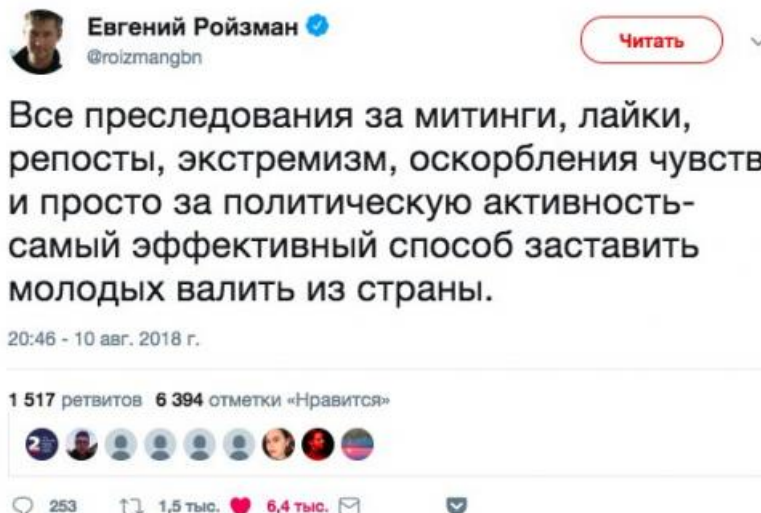 Евгений Ройзман
@roizmangbn
Читать
Все преследования за митинги, лайки,
репосты, экстремизм, оскорбления чувств
и просто за политическую активность-
самый эффективный способ заставить
молодых валить из страны.
20:46 - 10 авг. 2018 г.
1 517 ретвитов 6 394 отметки «Нравится»
2
253 1,5 тыс. 6,4 тыс.